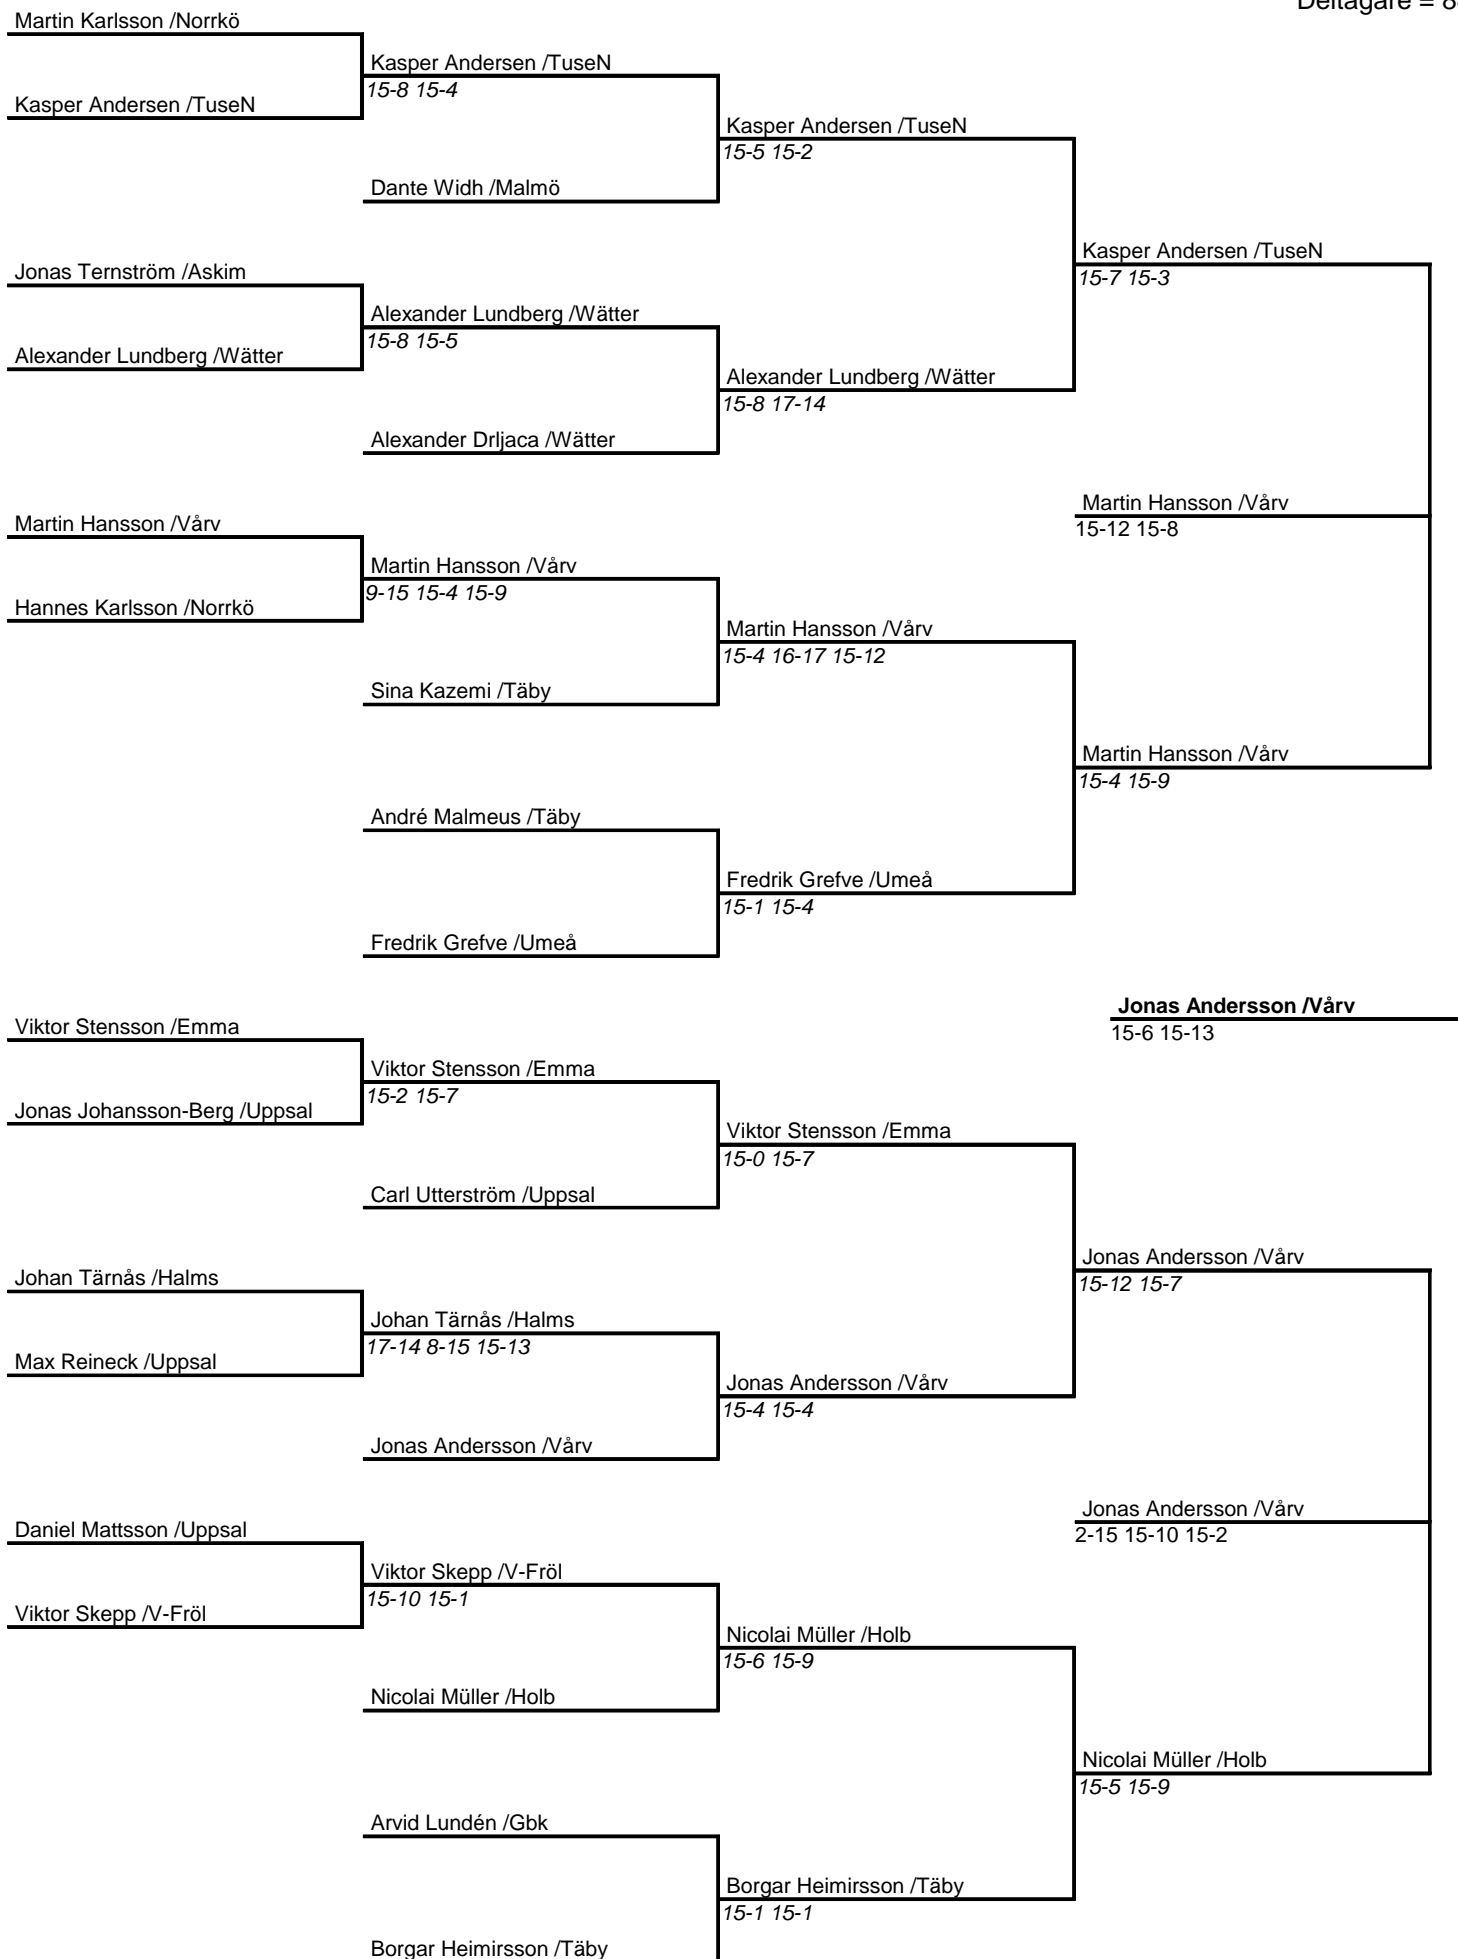 Deltagare =
Martin Karlsson /Norrkö
Kasper Andersen /TuseN
15-8 15-4
Kasper Andersen /TuseN
Kasper Andersen /TuseN
15-5 15-2
Dante Widh /Malmö
Kasper Andersen /TuseN
15-7 15-3
Jonas Ternström /Askim
Alexander Lundberg /Wätter
15-8 15-5
Alexander Lundberg /Wätter
Alexander Lundberg /Wätter
15-8 17-14
Alexander Drljaca /Wätter
Martin Hansson /Vårv
15-12 15-8
Martin Hansson /Vårv
Martin Hansson /Vårv
9-15 15-4 15-9
Hannes Karlsson /Norrkö
Martin Hansson /Vårv
15-4 16-17 15-12
Sina Kazemi /Täby
Martin Hansson /Vårv
15-4 15-9
André Malmeus /Täby
Fredrik Grefve /Umeå
15-1 15-4
Fredrik Grefve /Umeå
Jonas Andersson /Vårv
15-6 15-13
Viktor Stensson /Emma
Viktor Stensson /Emma
15-2 15-7
Jonas Johansson-Berg /Uppsal
Viktor Stensson /Emma
15-0 15-7
Carl Utterström /Uppsal
Jonas Andersson /Vårv
15-12 15-7
Johan Tärnås /Halms
Johan Tärnås /Halms
17-14 8-15 15-13
Max Reineck /Uppsal
Jonas Andersson /Vårv
15-4 15-4
Jonas Andersson /Vårv
Jonas Andersson /Vårv
2-15 15-10 15-2
Daniel Mattsson /Uppsal
Viktor Skepp /V-Fröl
15-10 15-1
Viktor Skepp /V-Fröl
Nicolai Müller /Holb
15-6 15-9
Nicolai Müller /Holb
Nicolai Müller /Holb
15-5 15-9
Arvid Lundén /Gbk
Borgar Heimirsson /Täby
15-1 15-1
Borgar Heimirsson /Täby